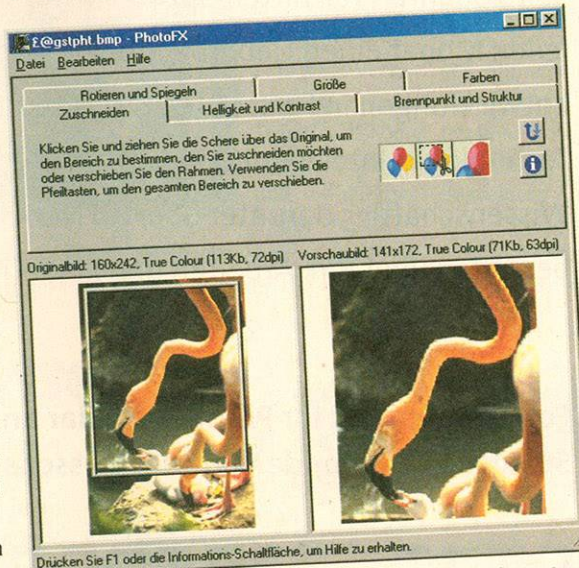 £@gstpht.bmp - PhotoFX
Datei Bearbeiten Hilfe
Rotieren und Spiegeln Größe Farben
Zuschneiden Helligkeit und Kontrast Brennpunkt und Struktur
Klicken Sie und ziehen Sie die Schere über das Original, um
den Bereich zu bestimmen, den Sie zuschneiden möchten
oder verschieben Sie den Rahmen. Verwenden Sie die
Pfeiltasten, um den gesamten Bereich zu verschieben.
Originalbild: 160x242, True Colour (113Kb, 72dpi) Vorschaubild: 141x172, True Colour (71Kb, 63dpi)
Drücken Sie F1 oder die Informations-Schaltfläche, um Hilfe zu erhalten.